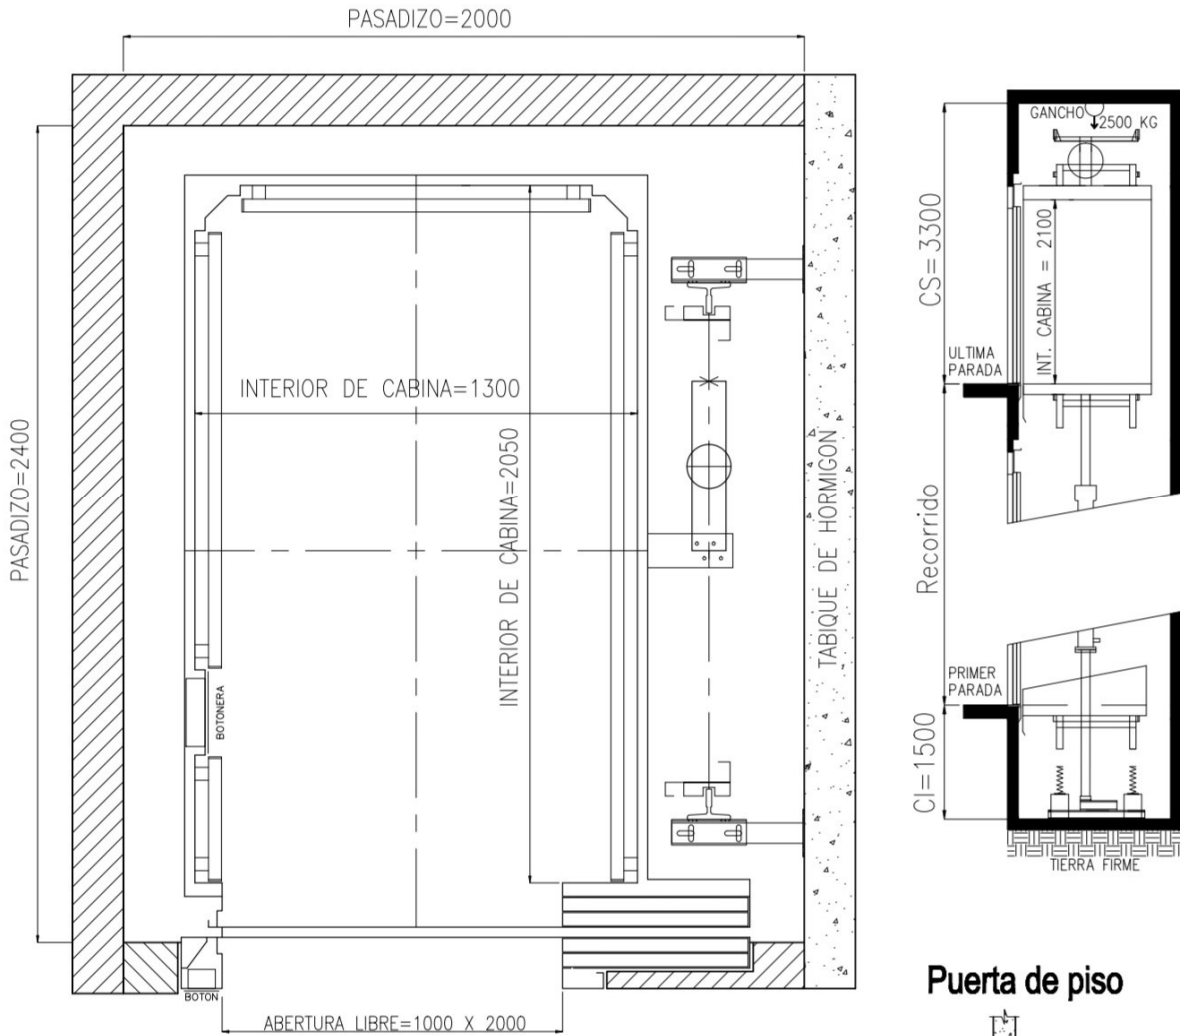 PASADIZO=2000
PASADIZO=2400
INTERIOR DE CABINA=1300
INTERIOR DE CABINA=2050
TABIQUE DE HORMIGON
BOTONERA
BOTON
ABERTURA LIBRE=1000 X 2000
GANCHO
2500 KG
CS=3300
INT. CABINA = 2100
ULTIMA
PARADA
Recorrido
PRIMER
PARADA
CI=1500
TIERRA FIRME
Puerta de piso